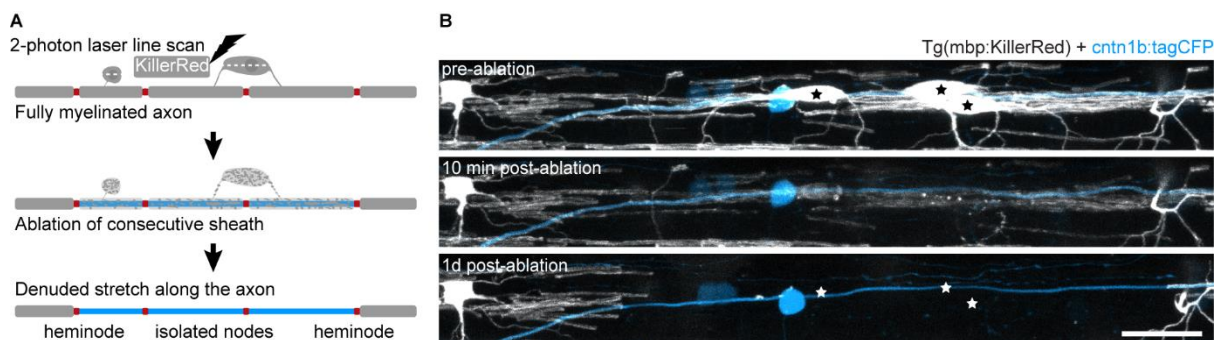 A
2-photon laser line scan
KillerRed
Fully myelinated axon
Ablation of consecutive sheath
Denuded stretch along the axon
heminode isolated nodes heminode
B
Tg(mbp:KillerRed) + cntn1b:tagCFP
pre-ablation
10 min post-ablation
1d post-ablation